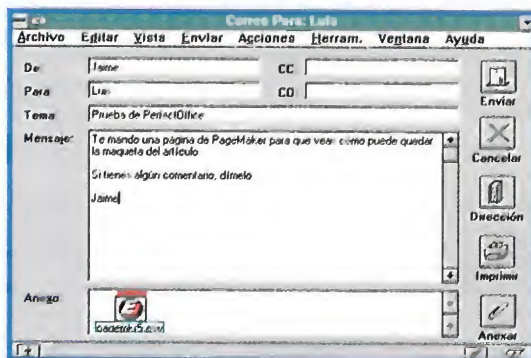 Correo Para: Luis
Archivo Editar Vista Enviar Acciones Herram. Ventana Ayuda
De Jaime CC
Para Luis CO
Tema Prueba de PerfectOffice
Mensaje: Te mando una página de PageMaker para que veas cómo puede quedar
la maqueta del artículo
Si tienes algún comentario, dímelo
Jaime
Anexo
Enviar
Cancelar
Dirección
Imprimir
Anexar